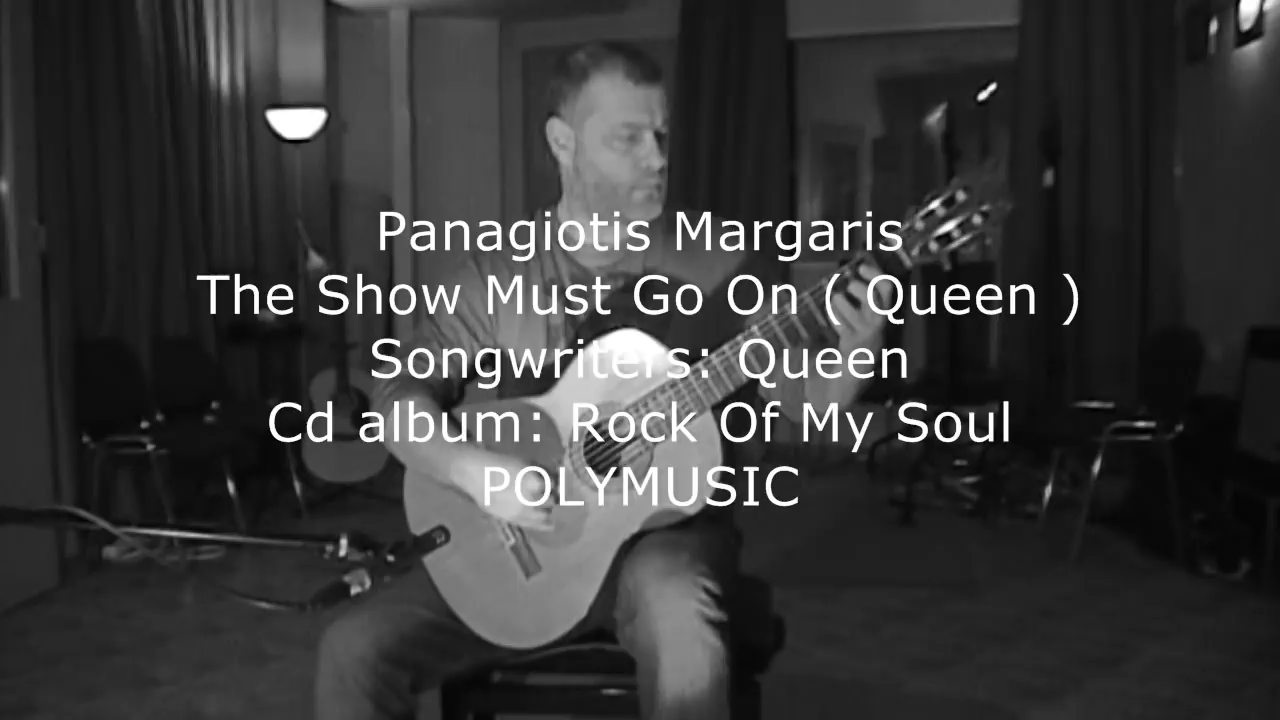 Panagiotis Margaris
The Show Must Go On ( Queen )
Songwriters: Queen
Cd album: Rock Of My Soul
POLYMUSIC